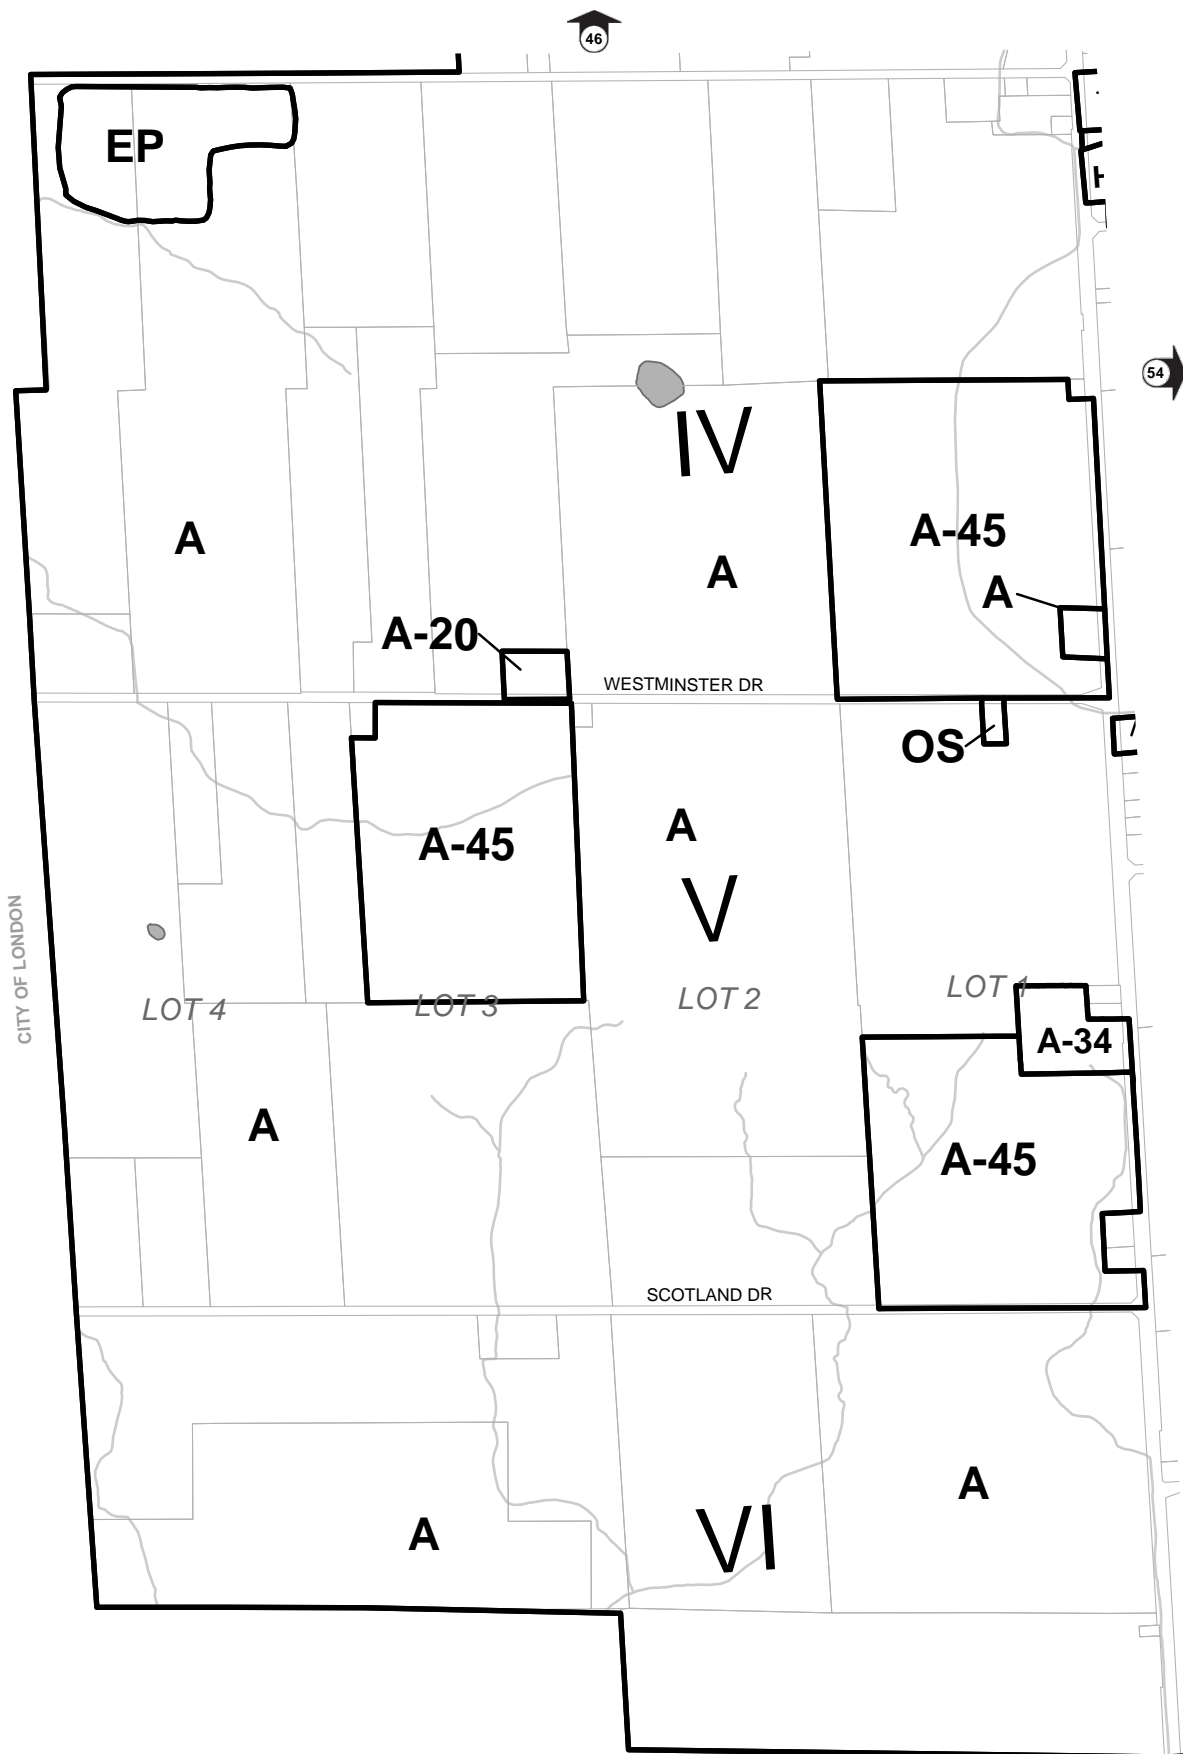 46
EP
54
IV
A
A-45
A
A
A-20
WESTMINSTER DR
OS
A
A-45
V
CITY OF LONDON
LOT 4
LOT 3
LOT 2
LOT 1
A-34
A
A-45
SCOTLAND DR
A
VI
A